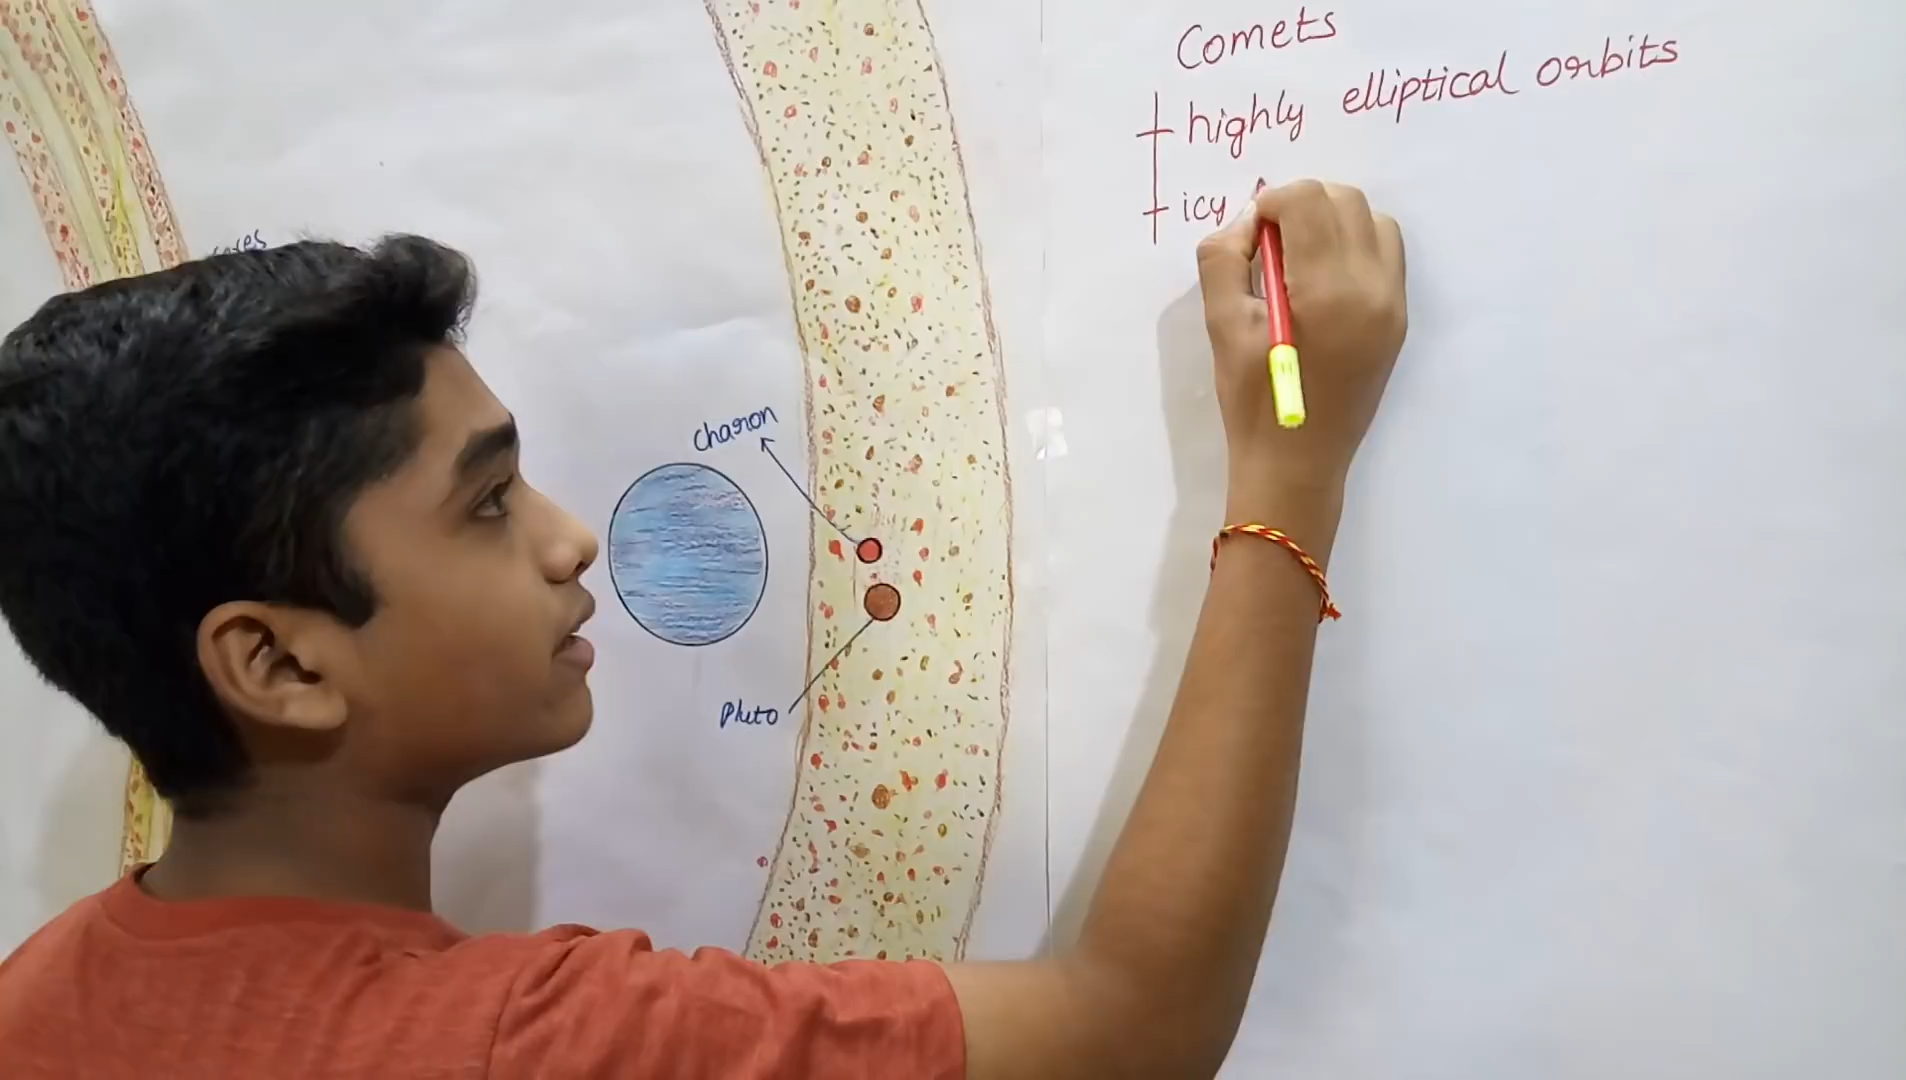 Comets
highly elliptical orbits
icy
Charon
Pluto